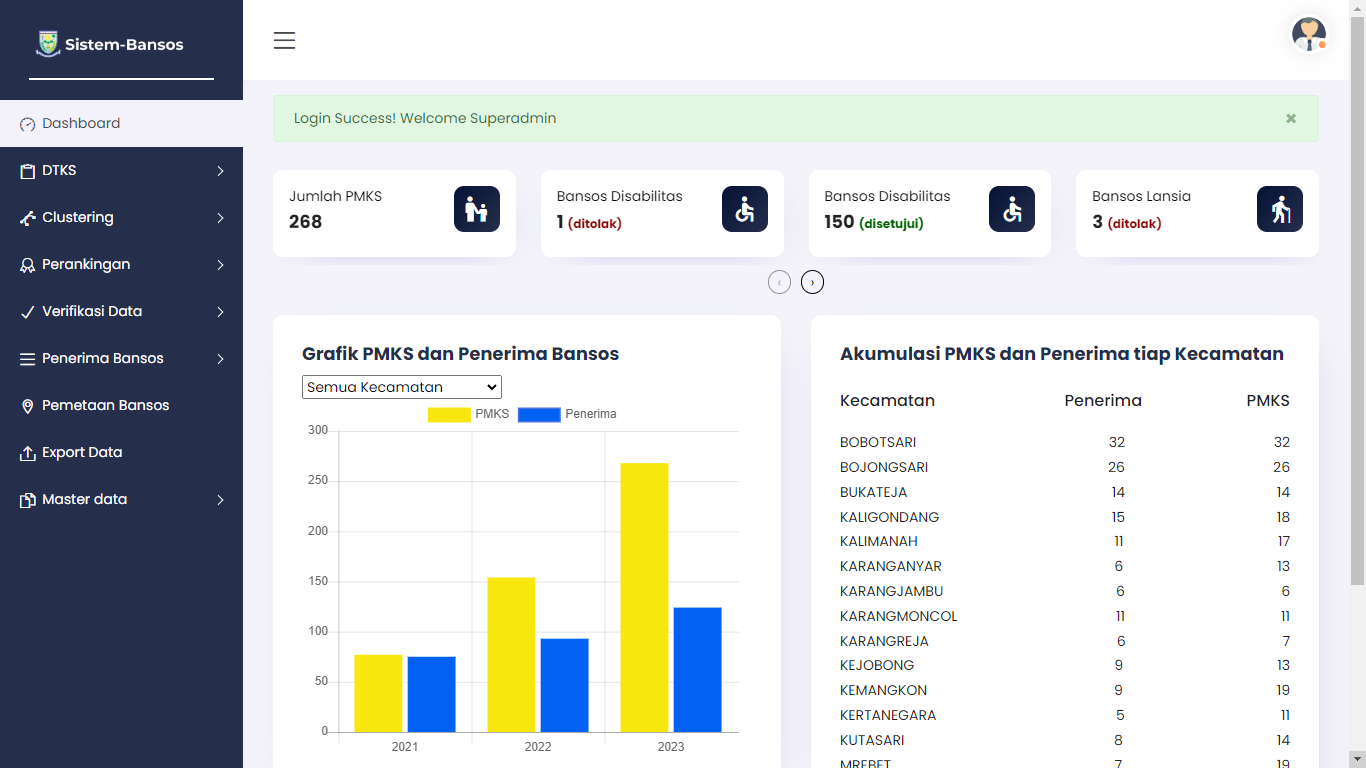 Sistem-Bansos
Dashboard
DTKS
Clustering
Perankingan
Verifikasi Data
Penerima Bansos
Pemetaan Bansos
Export Data
Master data
Login Success! Welcome Superadmin
Jumlah PMKS
268
Bansos Disabilitas
1 (ditolak)
Bansos Disabilitas
150 (disetujui)
Bansos Lansia
3 (ditolak)
Grafik PMKS dan Penerima Bansos
Semua Kecamatan
PMKS Penerima
300
250
200
150
100
50
0
2021 2022 2023
Akumulasi PMKS dan Penerima tiap Kecamatan
Kecamatan Penerima PMKS
BOBOTSARI 32 32
BOJONGSARI 26 26
BUKATEJA 14 14
KALIGONDANG 15 18
KALIMANAH 11 17
KARANGANYAR 6 13
KARANGJAMBU 6 6
KARANGMONCOL 11 11
KARANGREJA 6 7
KEJOBONG 9 13
KEMANGKON 9 19
KERTANEGARA 5 11
KUTASARI 8 14
MREBET 7 19